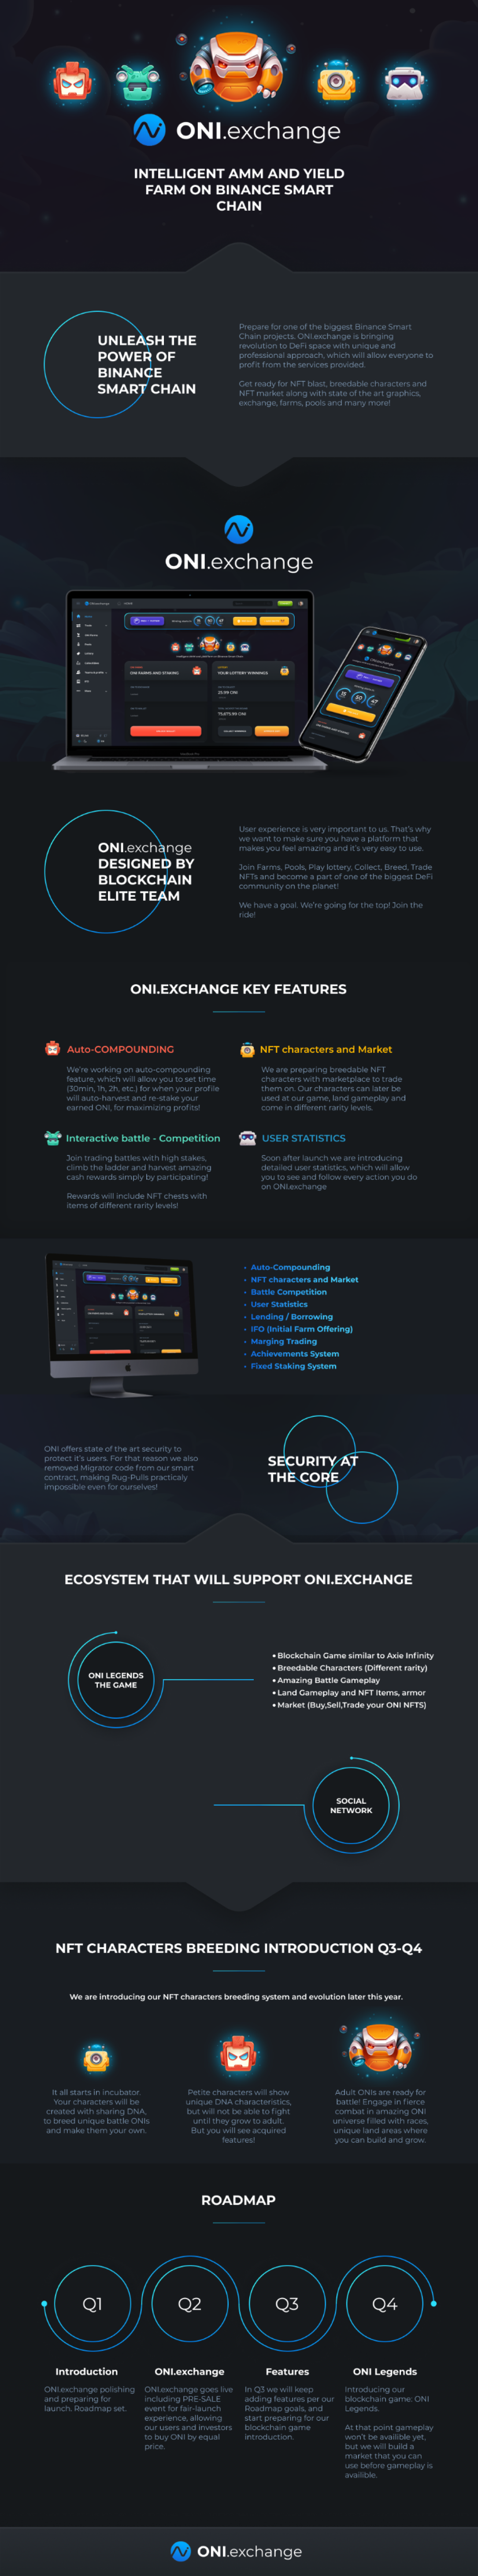 ONI.exchange
INTELLIGENT AMM AND YIELD
FARM ON BINANCE SMART
CHAIN
UNLEASH THE
POWER OF
BINANCE
SMART CHAIN
Prepare for one of the biggest Binance Smart
Chain projects. ONI.exchange is bringing
revolution to DeFi space with unique and
professional approach, which will allow everyone to
profit from the services provided.
Get ready for NFT blast, breedable characters and
NFT market along with state of the art graphics,
exchange, farms, pools and many more!
ONI.exchange
ONI.exchange
DESIGNED BY
BLOCKCHAIN
ELITE TEAM
User experience is very important to us. That's why
we want to make sure you have a platform that
makes you feel amazing and it's very easy to use.
Join Farms, Pools, Play lottery, Collect, Breed, Trade
NFTs and become a part of one of the biggest DeFi
community on the planet!
We have a goal. We're going for the top! Join the
ride!
ONI.EXCHANGE KEY FEATURES
Auto-COMPOUNDING
We're working on auto-compounding
feature, which will allow you to set time
(30min, 1h, 2h, etc.) for when your profile
will auto-harvest and re-stake your
earned ONI, for maximizing profits!
NFT characters and Market
We are preparing breedable NFT
characters with marketplace to trade
them on. Our characters can later be
used at our game, land gameplay and
come in different rarity levels.
Interactive battle - Competition
Join trading battles with high stakes,
climb the ladder and harvest amazing
cash rewards simply by participating!
Rewards will include NFT chests with
items of different rarity levels!
USER STATISTICS
Soon after launch we are introducing
detailed user statistics, which will allow
you to see and follow every action you do
on ONI.exchange
• Auto-Compounding
• NFT characters and Market
• Battle Competition
• User Statistics
• Lending / Borrowing
• IFO (Initial Farm Offering)
• Marging Trading
• Achievements System
• Fixed Staking System
ONI offers state of the art security to
protect it's users. For that reason we also
removed Migrator code from our smart
contract, making Rug-Pulls practicaly
impossible even for ourselves!
SECURITY AT
THE CORE
ECOSYSTEM THAT WILL SUPPORT ONI.EXCHANGE
ONI LEGENDS
THE GAME
• Blockchain Game similar to Axie Infinity
• Breedable Characters (Different rarity)
• Amazing Battle Gameplay
• Land Gameplay and NFT Items, armor
• Market (Buy,Sell,Trade your ONI NFTS)
SOCIAL
NETWORK
NFT CHARACTERS BREEDING INTRODUCTION Q3-Q4
We are introducing our NFT characters breeding system and evolution later this year.
It all starts in incubator.
Your characters will be
created with sharing DNA,
to breed unique battle ONIs
and make them your own.
Petite characters will show
unique DNA characteristics,
but will not be able to fight
until they grow to adult.
But you will see acquired
features!
Adult ONIs are ready for
battle! Engage in fierce
combat in amazing ONI
universe filled with races,
unique land areas where
you can build and grow.
ROADMAP
Q1
Q2
Q3
Q4
Introduction
ONI.exchange polishing
and preparing for
launch. Roadmap set.
ONI.exchange
ONI.exchange goes live
including PRE-SALE
event for fair-launch
experience, allowing
our users and investors
to buy ONI by equal
price.
Features
In Q3 we will keep
adding features per our
Roadmap goals, and
start preparing for our
blockchain game
introduction.
ONI Legends
Introducing our
blockchain game: ONI
Legends.
At that point gameplay
won't be availible yet,
but we will build a
market that you can
use before gameplay is
availible.
ONI.exchange